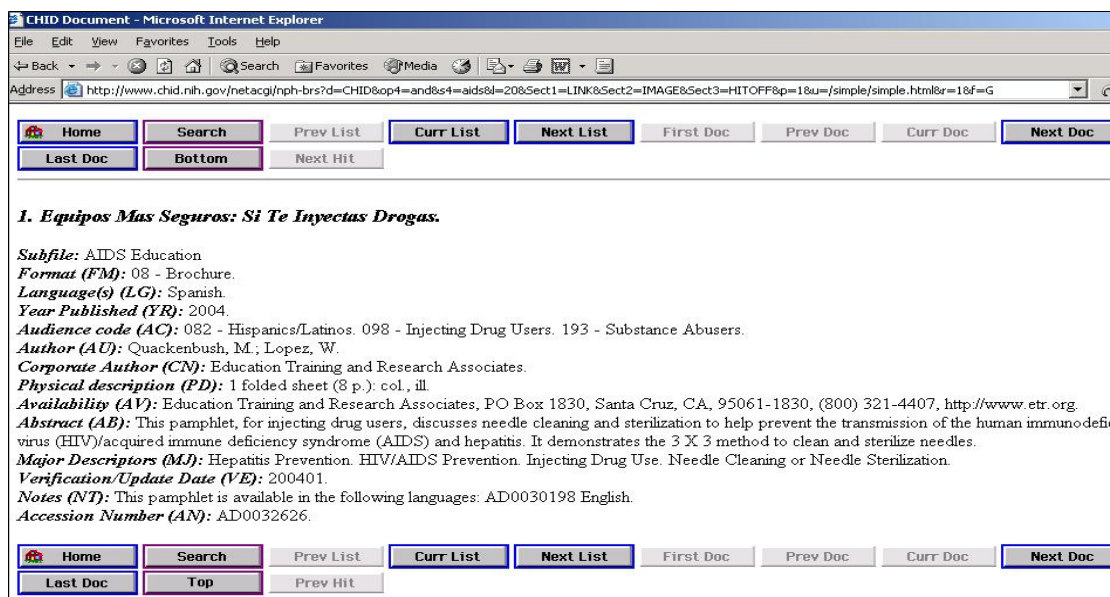 CHID Document - Microsoft Internet Explorer
File Edit View Favorites Tools Help
Back Search Favorites Media
Address http://www.chid.nih.gov/netacgi/nph-brs?d=CHID&op4=and&s4=aids&l=20&Sect1=LINK&Sect2=IMAGE&Sect3=HITOFF&p=1&u=/simple/simple.html&r=1&f=G
Home Search Prev List Curr List Next List First Doc Prev Doc Curr Doc Next Doc
Last Doc Bottom Next Hit
1. Equipos Mas Seguros: Si Te Inyectas Drogas.
Subfile: AIDS Education
Format (FM): 08 - Brochure.
Language(s) (LG): Spanish.
Year Published (YR): 2004.
Audience code (AC): 082 - Hispanics/Latinos. 098 - Injecting Drug Users. 193 - Substance Abusers.
Author (AU): Quackenbush, M.; Lopez, W.
Corporate Author (CN): Education Training and Research Associates.
Physical description (PD): 1 folded sheet (8 p.): col., ill.
Availability (AV): Education Training and Research Associates, PO Box 1830, Santa Cruz, CA, 95061-1830, (800) 321-4407, http://www.etr.org.
Abstract (AB): This pamphlet, for injecting drug users, discusses needle cleaning and sterilization to help prevent the transmission of the human immunodefi
virus (HIV)/acquired immune deficiency syndrome (AIDS) and hepatitis. It demonstrates the 3 X 3 method to clean and sterilize needles.
Major Descriptors (MJ): Hepatitis Prevention. HIV/AIDS Prevention. Injecting Drug Use. Needle Cleaning or Needle Sterilization.
Verification/Update Date (VE): 200401.
Notes (NT): This pamphlet is available in the following languages: AD0030198 English.
Accession Number (AN): AD0032626.
Home Search Prev List Curr List Next List First Doc Prev Doc Curr Doc Next Doc
Last Doc Top Prev Hit